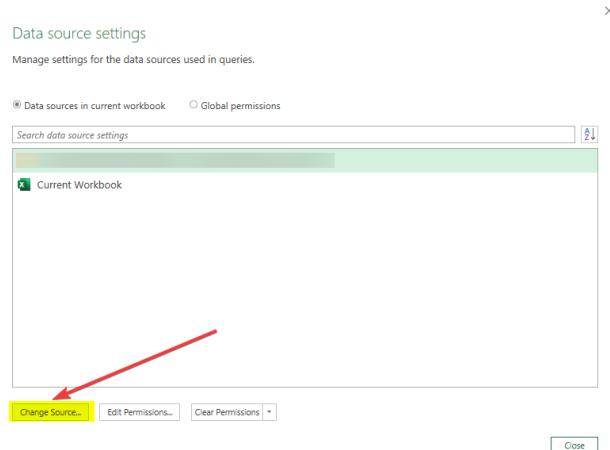 Data source settings
Manage settings for the data sources used in queries.
Data sources in current workbook Global permissions
Search data source settings
Current Workbook
Change Source... Edit Permissions... Clear Permissions
Close